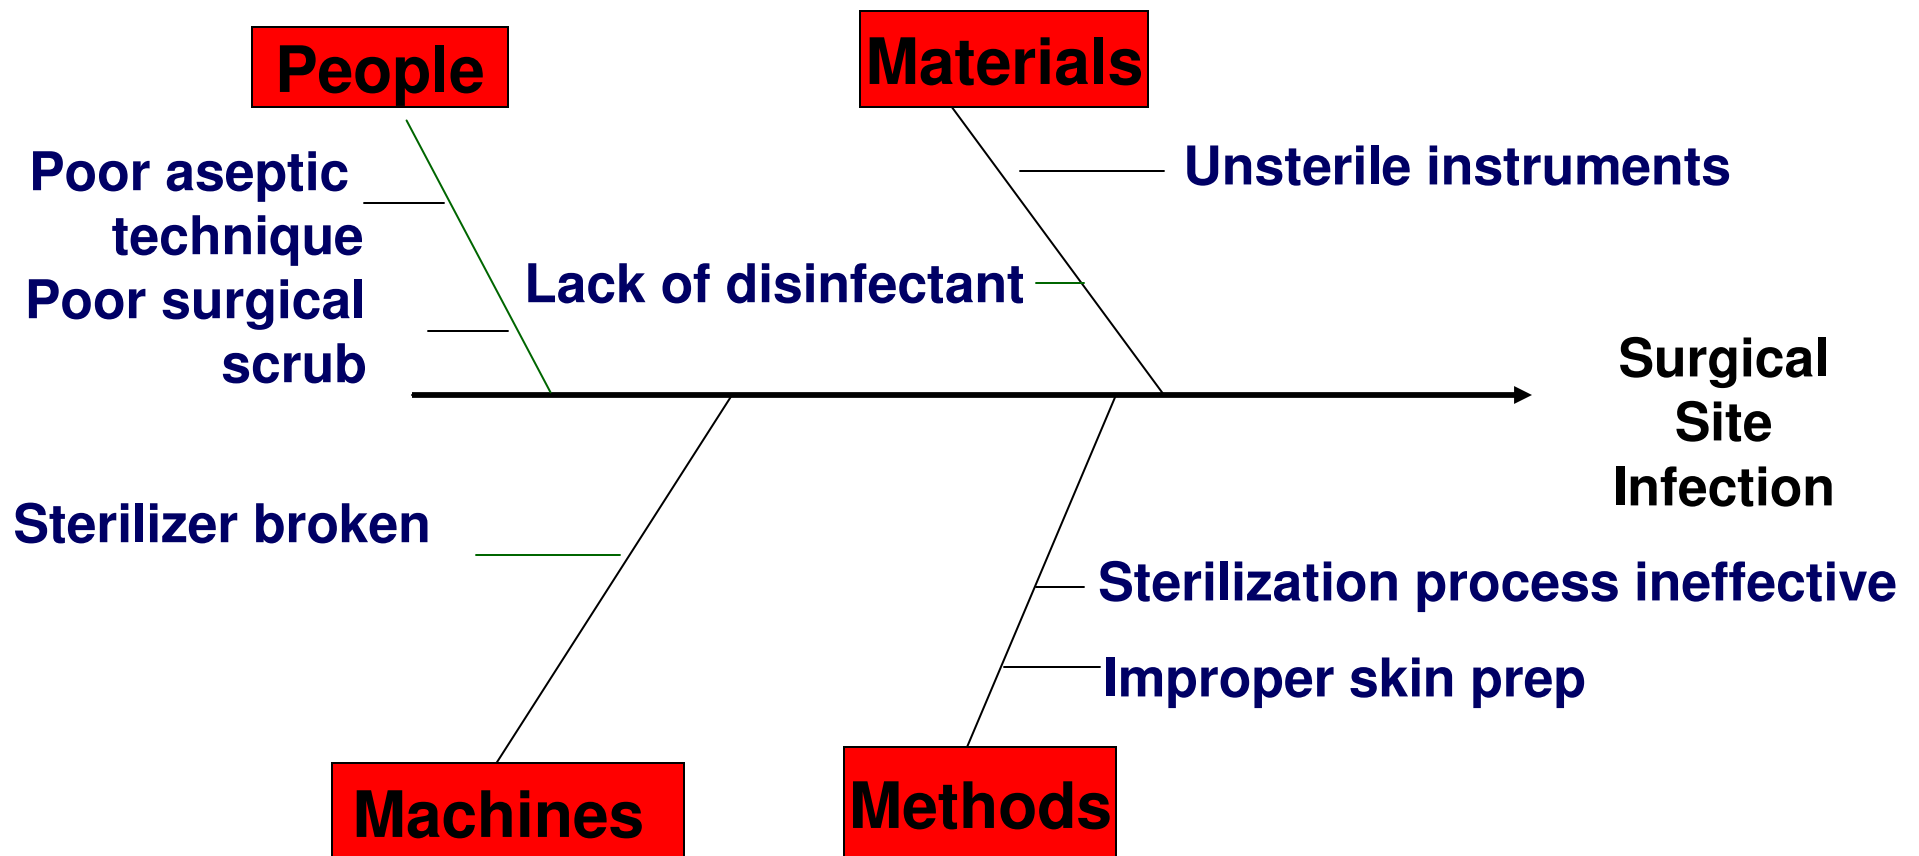 People
Materials
Poor aseptic
technique
Poor surgical
scrub
Unsterile instruments
Lack of disinfectant
Surgical
Site
Infection
Sterilizer broken
Sterilization process ineffective
Improper skin prep
Machines
Methods